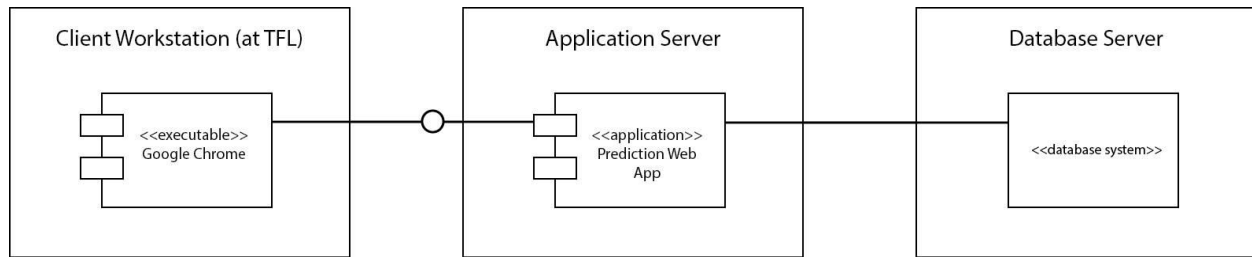 Client Workstation (at TFL)
<<executable>>
Google Chrome
Application Server
<<application>>
Prediction Web
App
Database Server
<<database system>>